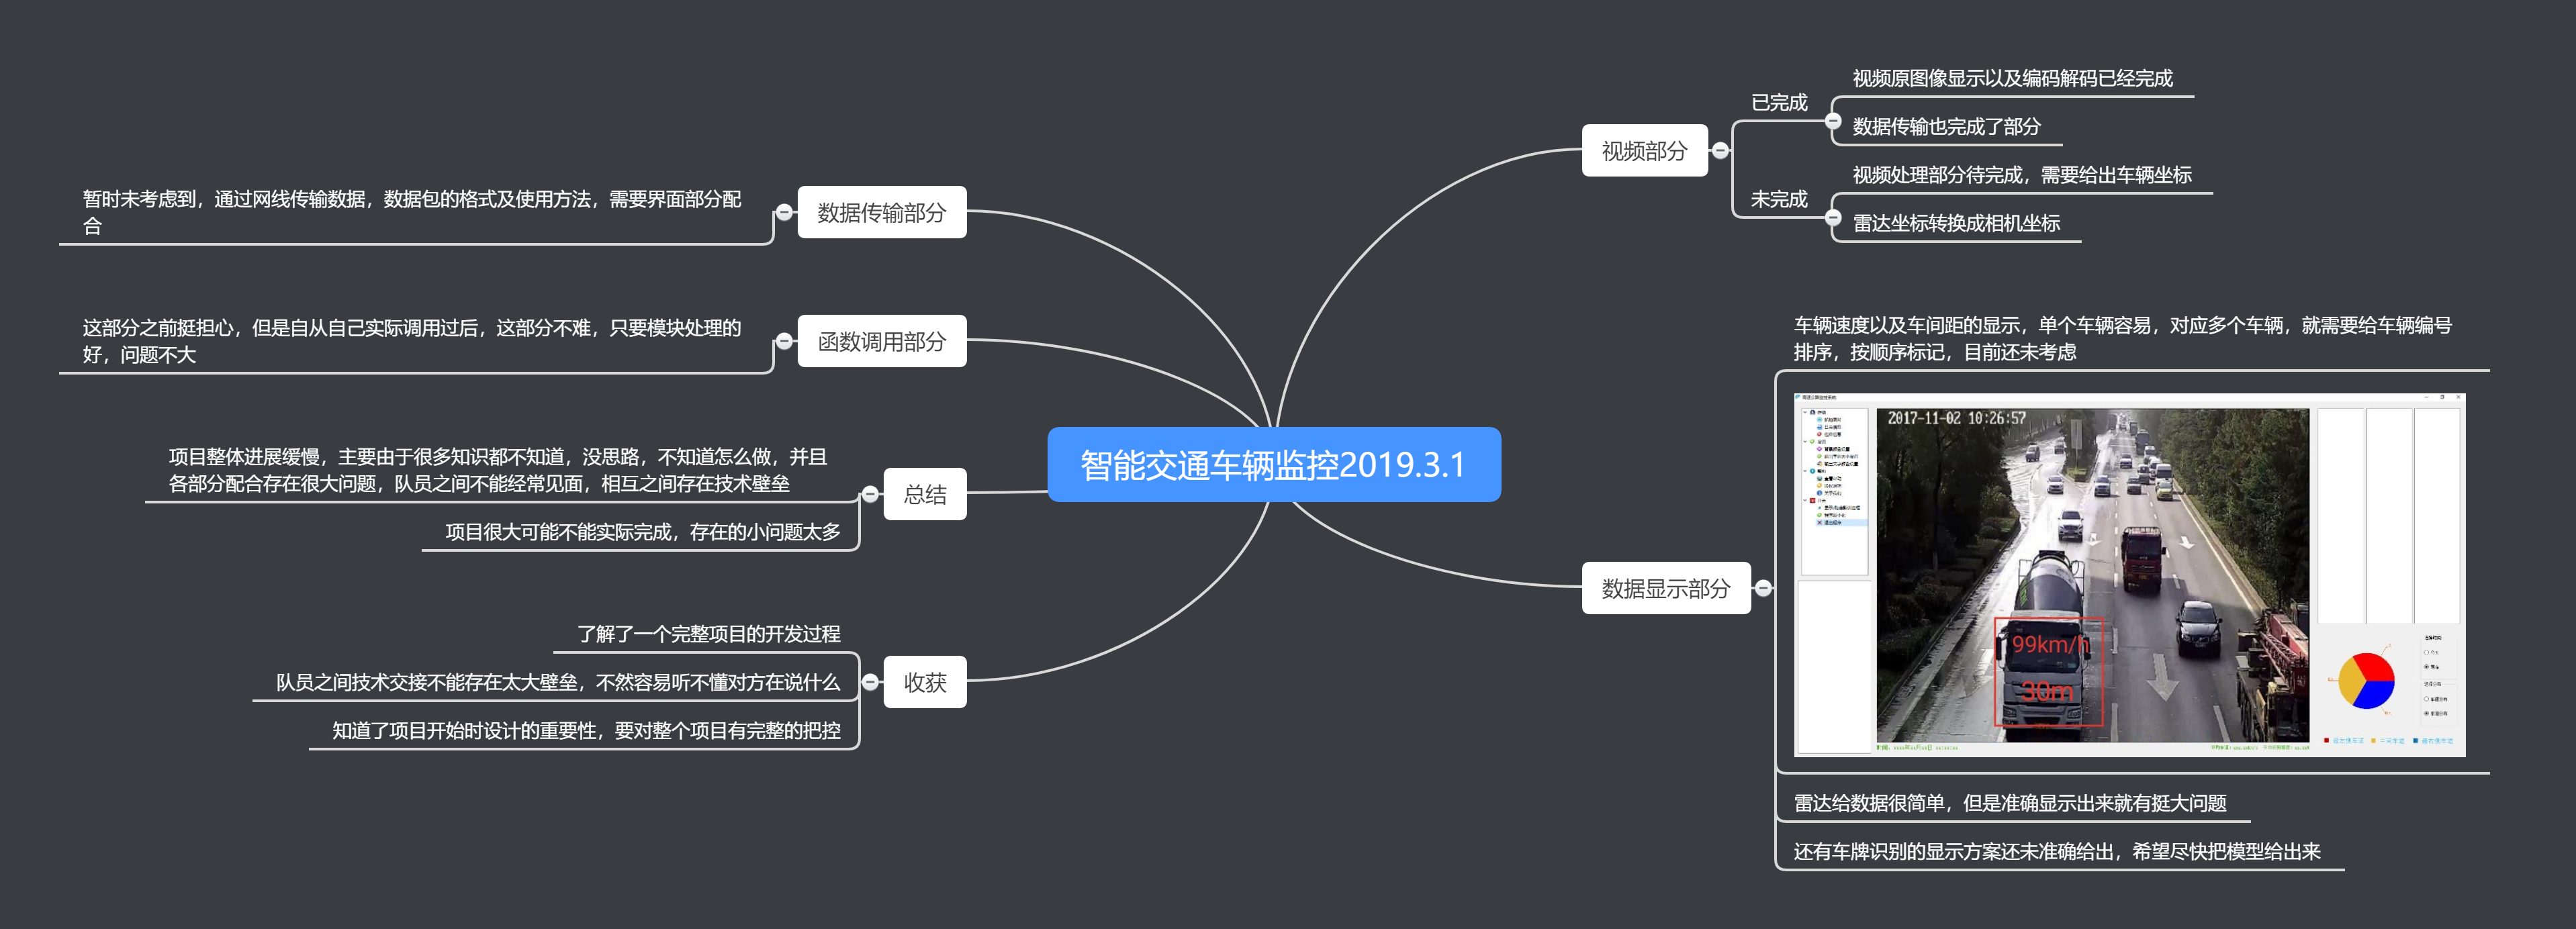 智能交通车辆监控2019.3.1
视频部分
已完成
视频原图像显示以及编码解码已经完成
数据传输也完成了部分
未完成
视频处理部分待完成，需要给出车辆坐标
雷达坐标转换成相机坐标
数据显示部分
车辆速度以及车间距的显示，单个车辆容易，对应多个车辆，就需要给车辆编号
排序，按顺序标记，目前还未考虑
2017-11-02 10:26:57
99km/h
30m
雷达给数据很简单，但是准确显示出来就有挺大问题
还有车牌识别的显示方案还未准确给出，希望尽快把模型给出来
数据传输部分
暂时未考虑到，通过网线传输数据，数据包的格式及使用方法，需要界面部分配
合
函数调用部分
这部分之前挺担心，但是自从自己实际调用过后，这部分不难，只要模块处理的
好，问题不大
总结
项目整体进展缓慢，主要由于很多知识都不知道，没思路，不知道怎么做，并且
各部分配合存在很大问题，队员之间不能经常见面，相互之间存在技术壁垒
项目很大可能不能实际完成，存在的小问题太多
收获
了解了一个完整项目的开发过程
队员之间技术交接不能存在太大壁垒，不然容易听不懂对方在说什么
知道了项目开始时设计的重要性，要对整个项目有完整的把控